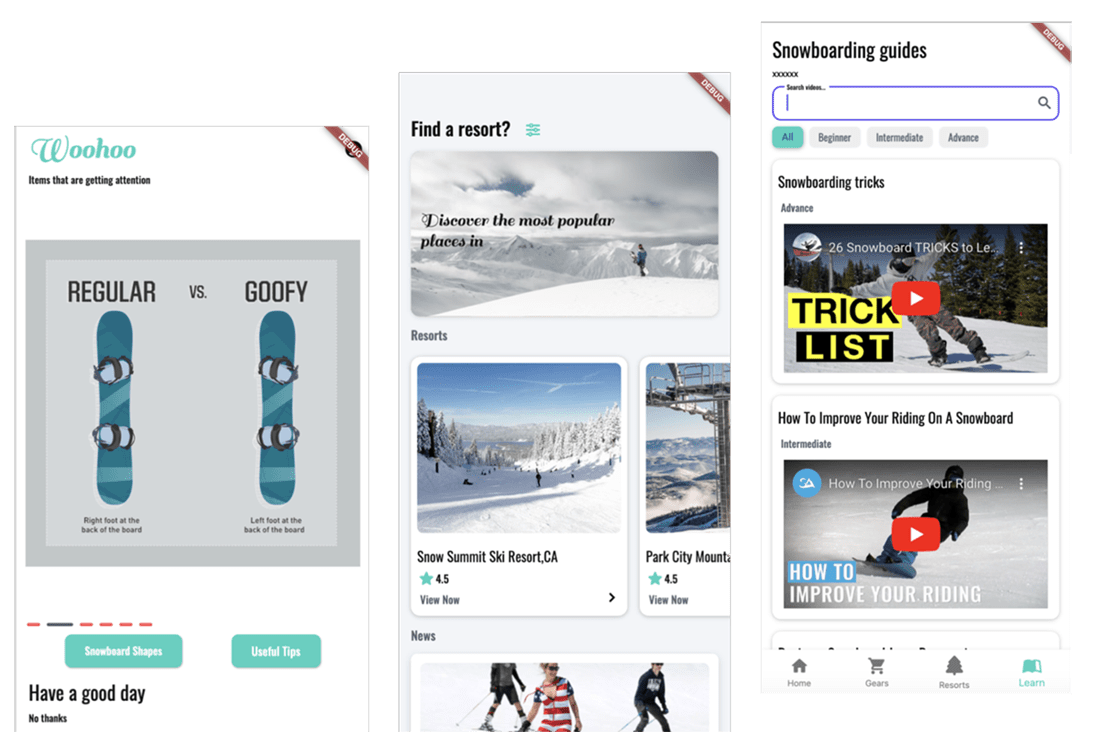 Woohoo
DEBUG
Items that are getting attention
REGULAR VS. GOOFY
Right foot at the
back of the board
Left foot at the
back of the board
Snowboard Shapes
Useful Tips
Have a good day
No thanks
DEBUG
Find a resort?
Discover the most popular
places in
Resorts
Snow Summit Ski Resort,CA
4.5
View Now
Park City Mounta
4.5
View Now
News
DEBUG
Snowboarding guides
xxxxxx
Search videos...
All
Beginner
Intermediate
Advance
Snowboarding tricks
Advance
26 Snowboard TRICKS to Le...
TRICK
LIST
How To Improve Your Riding On A Snowboard
Intermediate
SA
How To Improve Your Riding ...
HOW TO
IMPROVE YOUR RIDING
Home
Gears
Resorts
Learn